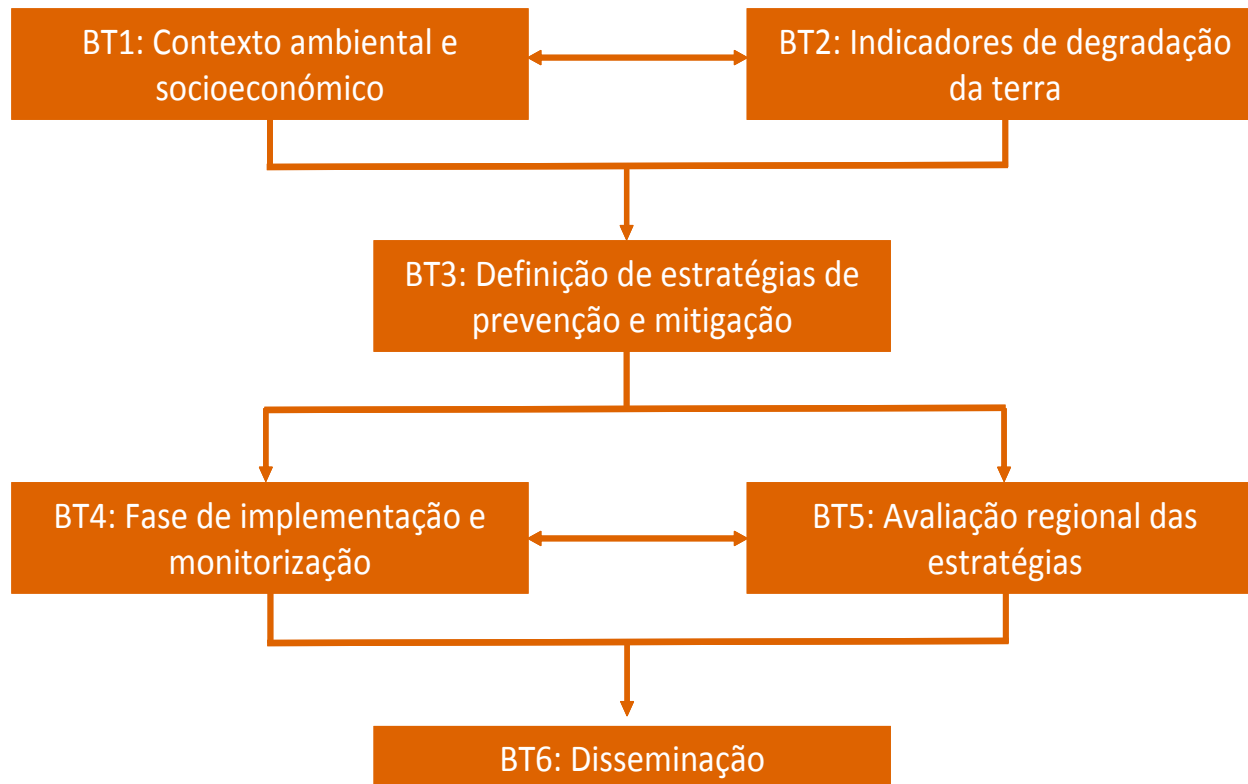 BT1: Contexto ambiental e
socioeconómico
BT2: Indicadores de degradação
da terra
BT3: Definição de estratégias de
prevenção e mitigação
BT4: Fase de implementação e
monitorização
BT5: Avaliação regional das
estratégias
BT6: Disseminação